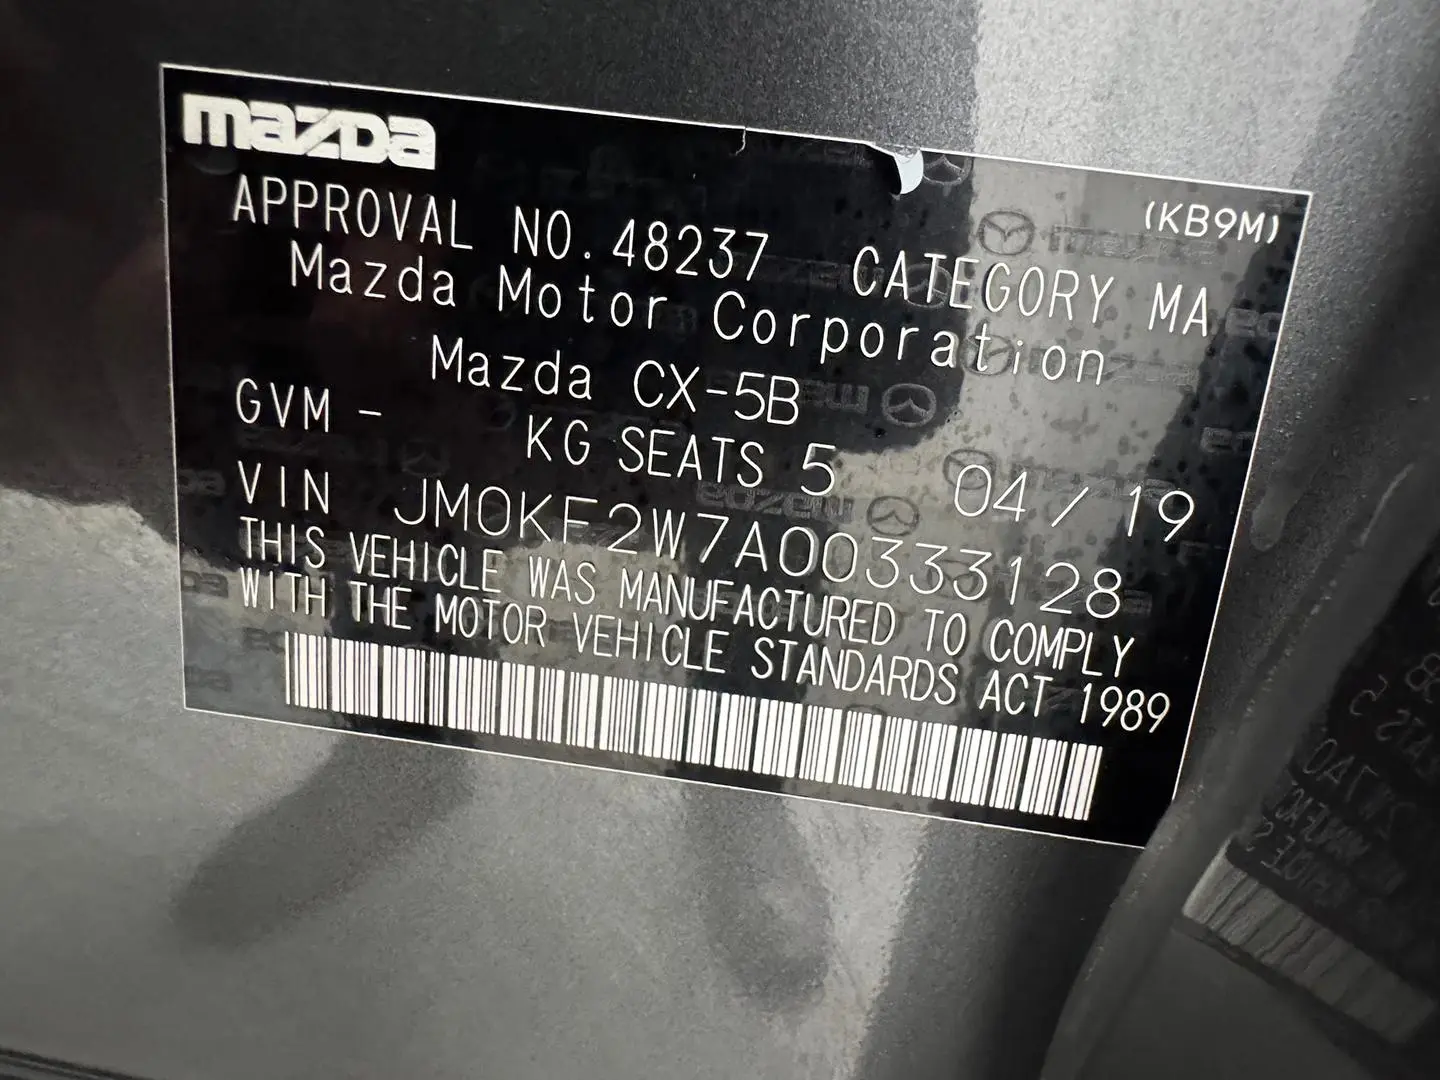 mazda
(KB9M)
APPROVAL NO. 48237 CATEGORY MA
Mazda Motor Corporation
Mazda CX-5B
GVM - KG SEATS 5 04 / 19
VIN JM0KF2W7A00333128
THIS VEHICLE WAS MANUFACTURED TO COMPLY
WITH THE MOTOR VEHICLE STANDARDS ACT 1989